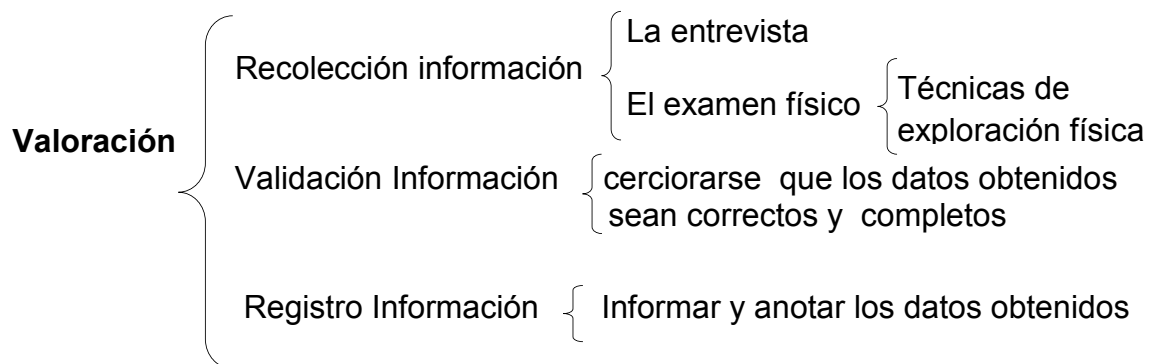 Valoración
Recolección información
La entrevista
El examen físico
Técnicas de
exploración física
Validación Información
cerciorarse que los datos obtenidos
sean correctos y completos
Registro Información
Informar y anotar los datos obtenidos